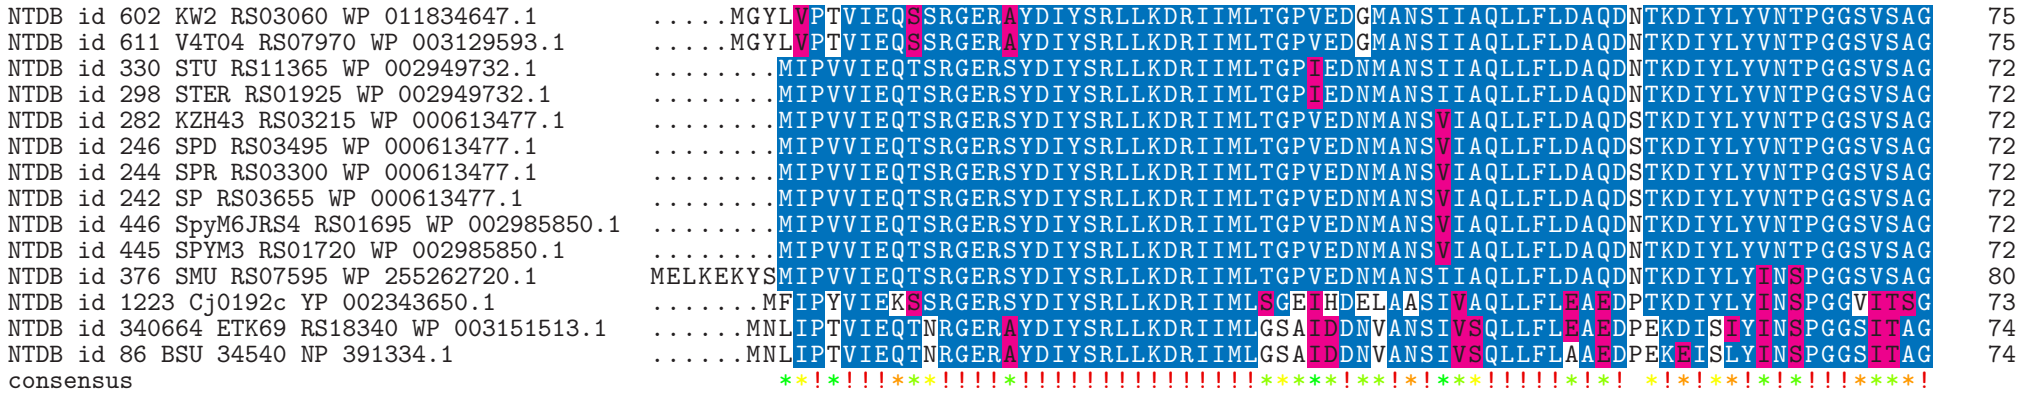 NTDB id 602 KW2 RS03060 WP 011834647.1 .....MGYLVPTVIEQSSRGERAYDIYSRLLKDRIIMLTGPVEDGMANSIIAQLLFLDAQDNTKDIYLYVNTPGGSVSAG 75
NTDB id 611 V4T04 RS07970 WP 003129593.1 .....MGYLVPTVIEQSSRGERAYDIYSRLLKDRIIMLTGPVEDGMANSIIAQLLFLDAQDNTKDIYLYVNTPGGSVSAG 75
NTDB id 330 STU RS11365 WP 002949732.1 ........MIPVVIEQTSRGERSYDIYSRLLKDRIIMLTGPIEDNMANSIIAQLLFLDAQDNTKDIYLYVNTPGGSVSAG 72
NTDB id 298 STER RS01925 WP 002949732.1 ........MIPVVIEQTSRGERSYDIYSRLLKDRIIMLTGPIEDNMANSIIAQLLFLDAQDNTKDIYLYVNTPGGSVSAG 72
NTDB id 282 KZH43 RS03215 WP 000613477.1 ........MIPVVIEQTSRGERSYDIYSRLLKDRIIMLTGPVEDNMANSVIAQLLFLDAQDSTKDIYLYVNTPGGSVSAG 72
NTDB id 246 SPD RS03495 WP 000613477.1 ........MIPVVIEQTSRGERSYDIYSRLLKDRIIMLTGPVEDNMANSVIAQLLFLDAQDSTKDIYLYVNTPGGSVSAG 72
NTDB id 244 SPR RS03300 WP 000613477.1 ........MIPVVIEQTSRGERSYDIYSRLLKDRIIMLTGPVEDNMANSVIAQLLFLDAQDSTKDIYLYVNTPGGSVSAG 72
NTDB id 242 SP RS03655 WP 000613477.1 ........MIPVVIEQTSRGERSYDIYSRLLKDRIIMLTGPVEDNMANSVIAQLLFLDAQDSTKDIYLYVNTPGGSVSAG 72
NTDB id 446 SpyM6JRS4 RS01695 WP 002985850.1 ........MIPVVIEQTSRGERSYDIYSRLLKDRIIMLTGPVEDNMANSVIAQLLFLDAQDNTKDIYLYVNTPGGSVSAG 72
NTDB id 445 SPYM3 RS01720 WP 002985850.1 ........MIPVVIEQTSRGERSYDIYSRLLKDRIIMLTGPVEDNMANSVIAQLLFLDAQDNTKDIYLYVNTPGGSVSAG 72
NTDB id 376 SMU RS07595 WP 255262720.1 MELKEKYSMIPVVIEQTSRGERSYDIYSRLLKDRIIMLTGPVEDNMANSIIAQLLFLDAQDNTKDIYLYINSPGGSVSAG 80
NTDB id 1223 Cj0192c YP 002343650.1 .......MFIPYVIEKSSRGERSYDIYSRLLKDRIIMLSGEIHDELAASIVAQLLFLEAEDPTKDIYLYINSPGGVITSG 73
NTDB id 340664 ETK69 RS18340 WP 003151513.1 ......MNLIPTVIEQTNRGERAYDIYSRLLKDRIIMLGSAIDDNVANSIVSQLLFLEAEDPEKDISIYINSPGGSITAG 74
NTDB id 86 BSU 34540 NP 391334.1 ......MNLIPTVIEQTNRGERAYDIYSRLLKDRIIMLGSAIDDNVANSIVSQLLFLAAEDPEKEISLYINSPGGSITAG 74
consensus **!*!!!***!!!!*!!!!!!!!!!!!!!!!*****!**!*!***!!!!!*!*! *!*!**!*!*!!!****!